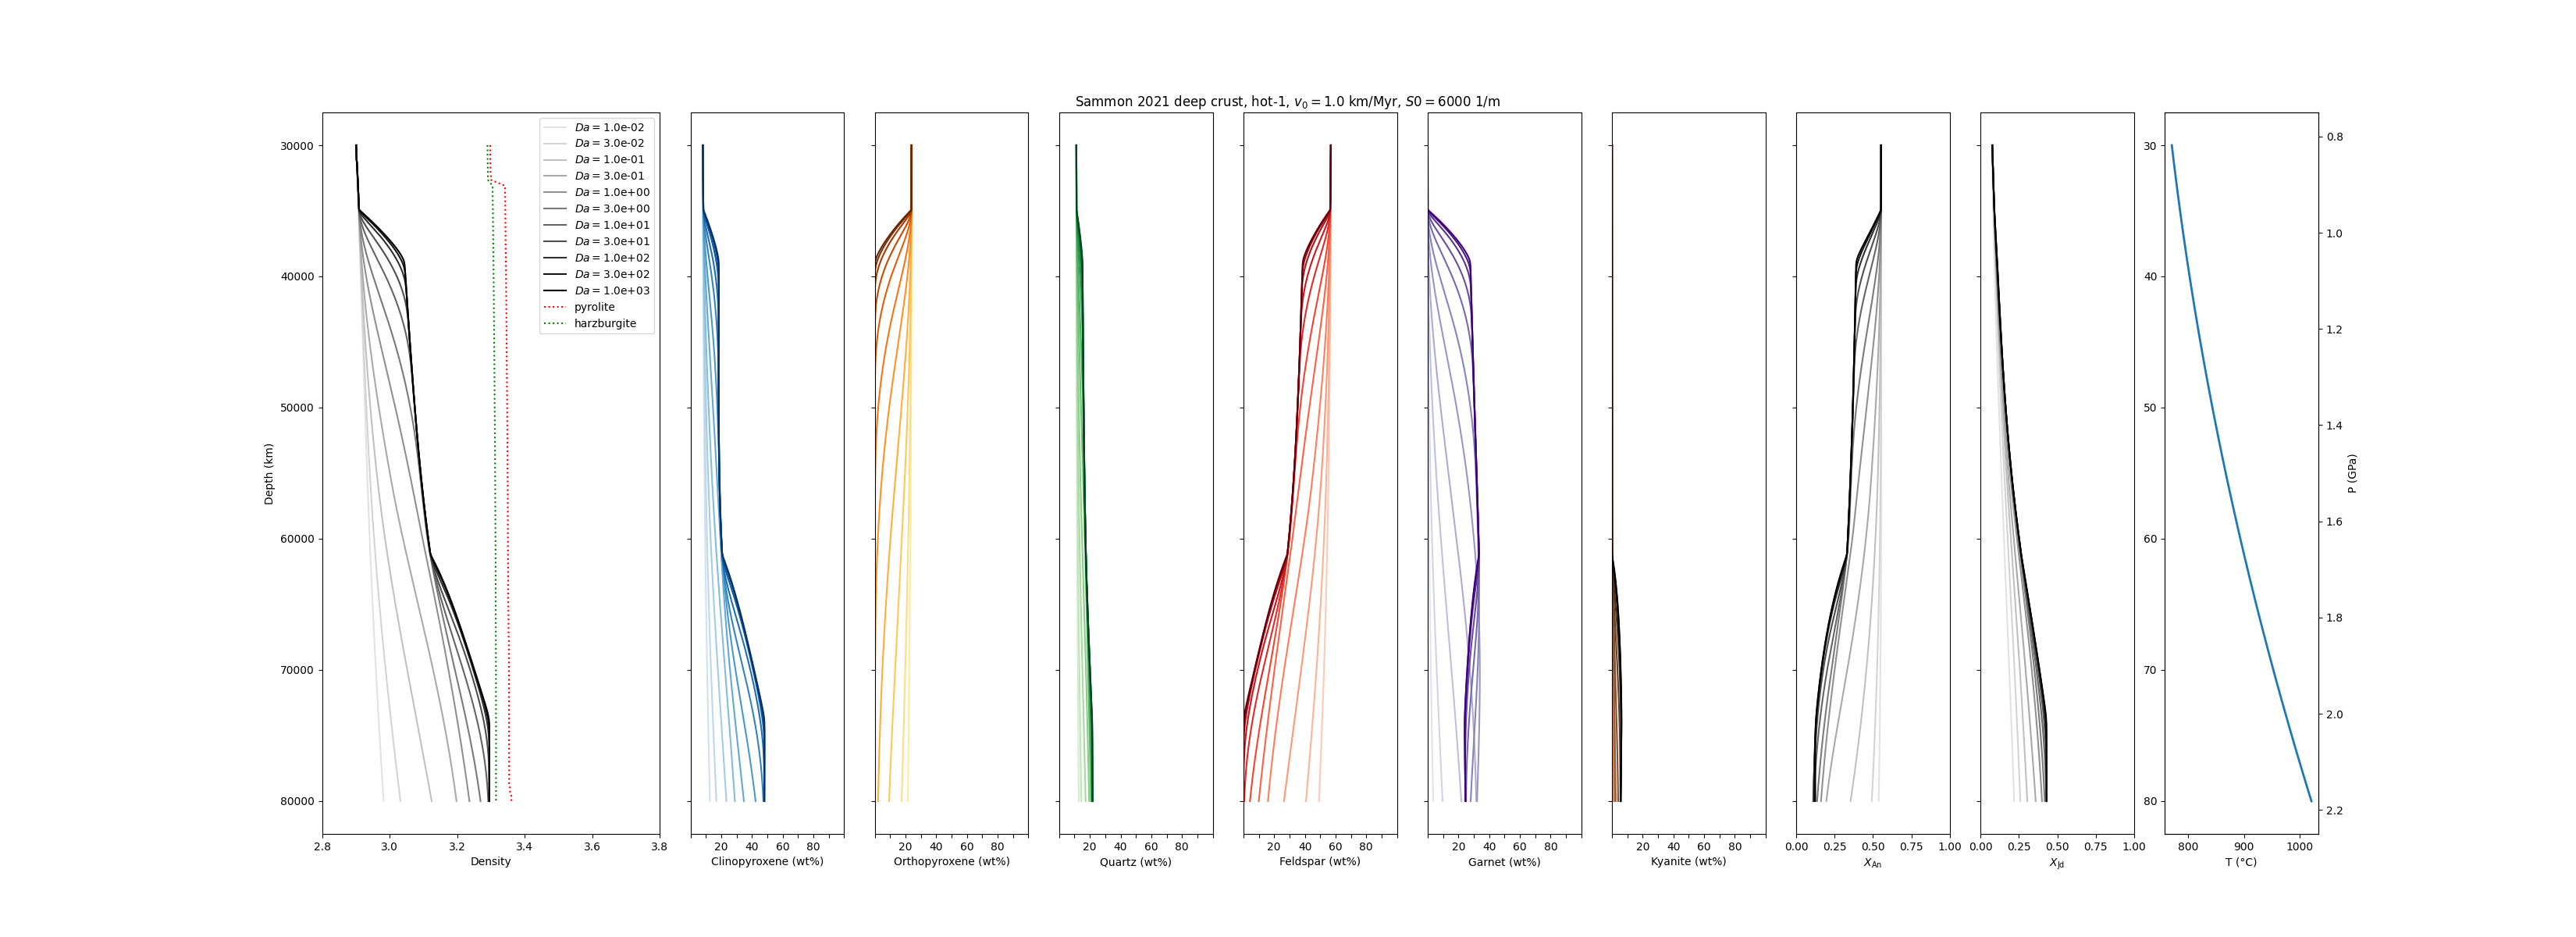 Sammon 2021 deep crust, hot-1, v₀ = 1.0 km/Myr, S0 = 6000 1/m
Da = 1.0e-02
Da = 3.0e-02
Da = 1.0e-01
Da = 3.0e-01
Da = 1.0e+00
Da = 3.0e+00
Da = 1.0e+01
Da = 3.0e+01
Da = 1.0e+02
Da = 3.0e+02
Da = 1.0e+03
pyrolite
harzburgite
30000
40000
50000
60000
70000
80000
Depth (km)
2.8 3.0 3.2 3.4 3.6 3.8
Density
20 40 60 80
Clinopyroxene (wt%)
20 40 60 80
Orthopyroxene (wt%)
20 40 60 80
Quartz (wt%)
20 40 60 80
Feldspar (wt%)
20 40 60 80
Garnet (wt%)
20 40 60 80
Kyanite (wt%)
0.00 0.25 0.50 0.75 1.00
X_An
0.00 0.25 0.50 0.75 1.00
X_Jd
30
40
50
60
70
80
800 900 1000
T (°C)
0.8
1.0
1.2
1.4
1.6
1.8
2.0
2.2
P (GPa)